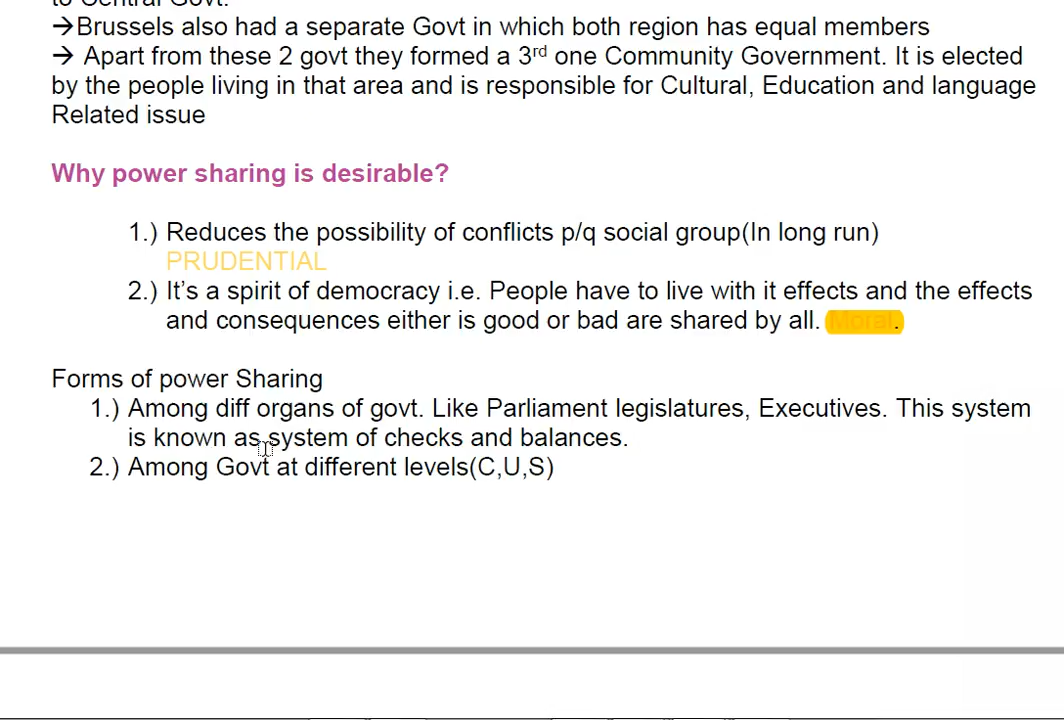 to Central Govt.
→Brussels also had a separate Govt in which both region has equal members
→ Apart from these 2 govt they formed a 3rd one Community Government. It is elected
by the people living in that area and is responsible for Cultural, Education and language
Related issue
Why power sharing is desirable?
1.) Reduces the possibility of conflicts p/q social group(In long run)
PRUDENTIAL
2.) It’s a spirit of democracy i.e. People have to live with it effects and the effects
and consequences either is good or bad are shared by all. Moral.
Forms of power Sharing
1.) Among diff organs of govt. Like Parliament legislatures, Executives. This system
is known as system of checks and balances.
2.) Among Govt at different levels(C,U,S)